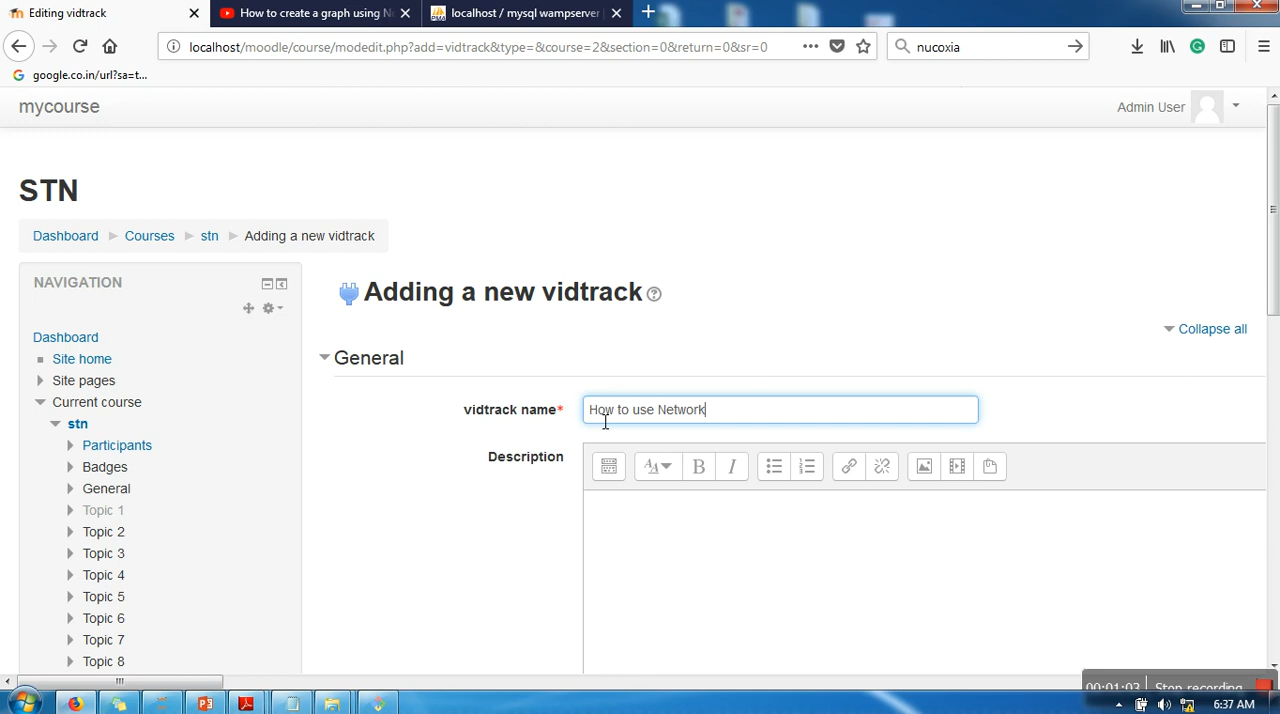 Editing vidtrack
How to create a graph using N
localhost / mysql wampserver
localhost/moodle/course/modedit.php?add=vidtrack&type=&course=2&section=0&return=0&sr=0
nucoxia
google.co.in/url?sa=t...
mycourse
Admin User
STN
Dashboard
Courses
stn
Adding a new vidtrack
NAVIGATION
Dashboard
Site home
Site pages
Current course
stn
Participants
Badges
General
Topic 1
Topic 2
Topic 3
Topic 4
Topic 5
Topic 6
Topic 7
Topic 8
Adding a new vidtrack
Collapse all
General
vidtrack name*
How to use Network
Description
B I
00:01:03 Stop recording
6:37 AM